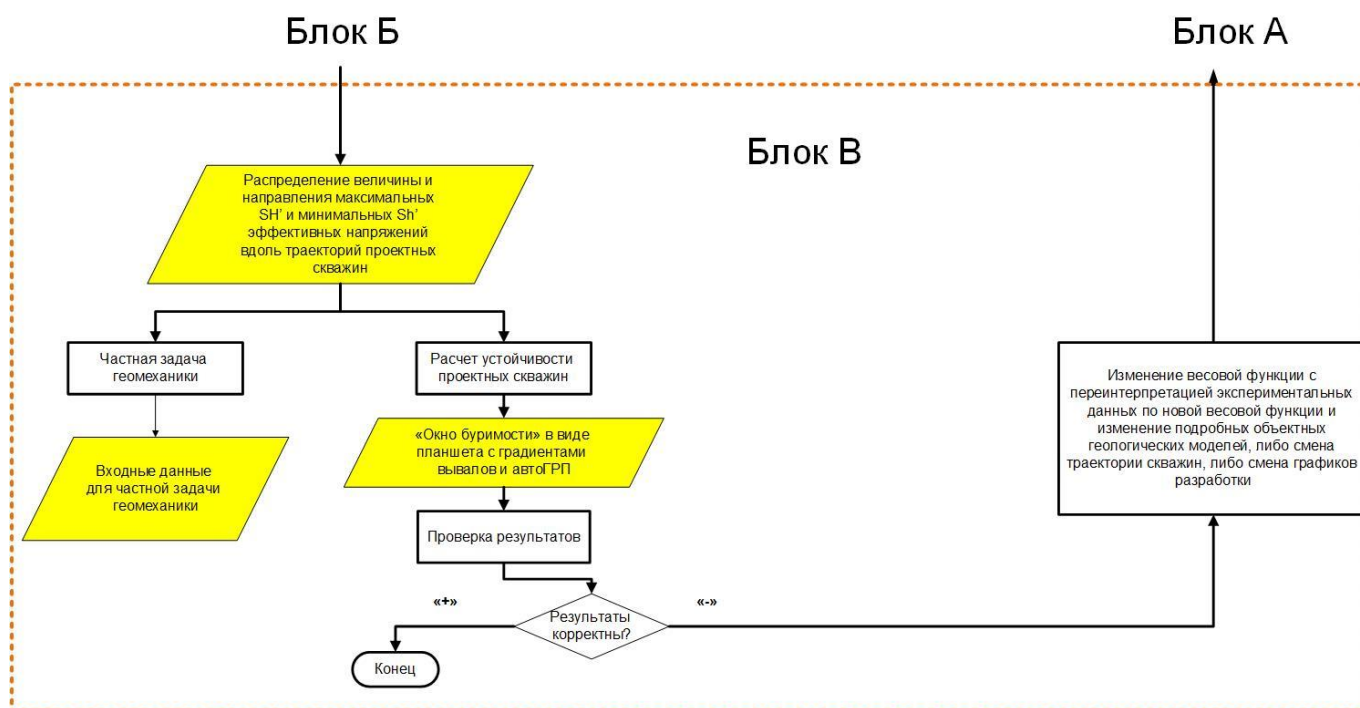 Блок Б
Блок А
Блок В
Распределение величины и
направления максимальных
SH' и минимальных Sh'
эффективных напряжений
вдоль траекторий проектных
скважин
Частная задача
геомеханики
Расчет устойчивости
проектных скважин
Входные данные
для частной задачи
геомеханики
«Окно буримости» в виде
планшета с градиентами
вывалов и автоГРП
Проверка результатов
«+»
Результаты
корректны?
«-»
Конец
Изменение весовой функции с
переинтерпретацией экспериментальных
данных по новой весовой функции и
изменение подробных объектных
геологических моделей, либо смена
траектории скважин, либо смена графиков
разработки